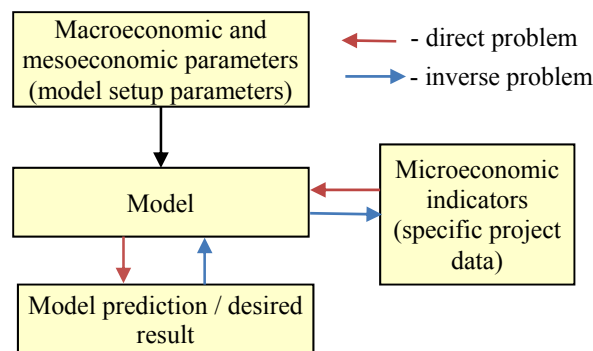 Macroeconomic and
mesoeconomic parameters
(model setup parameters)
- direct problem
- inverse problem
Model
Microeconomic
indicators
(specific project
data)
Model prediction / desired
result